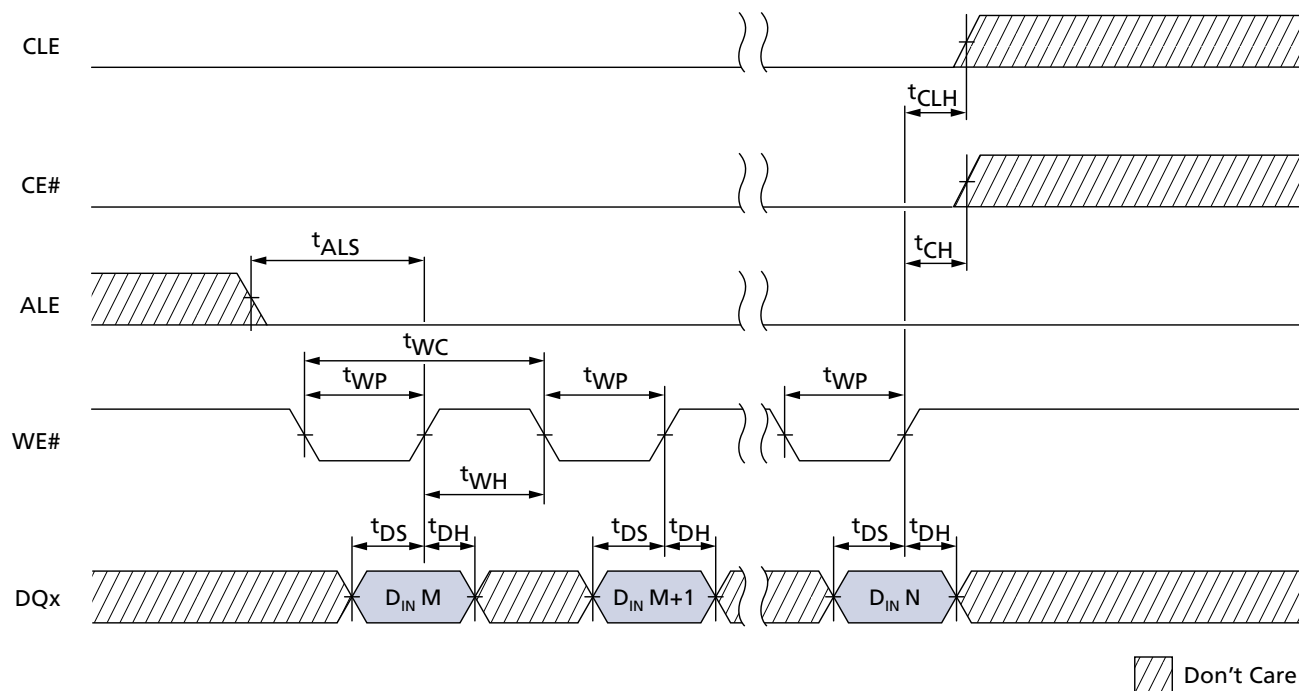 CLE
tCLH
CE#
tCH
tALS
ALE
tWC
tWP
tWP
tWP
WE#
tWH
tDS
tDH
tDS
tDH
tDS
tDH
DQx
DIN M
DIN M+1
DIN N
Don't Care